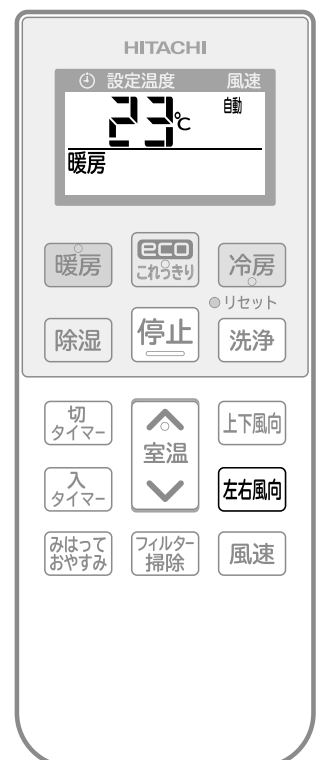 HITACHI
設定温度 風速
23℃ 自動
暖房
暖房 eco これっきり 冷房
リセット
除湿 停止 洗浄
切タイマー 室温 上下風向
入タイマー 左右風向
みはっておやすみ フィルター掃除 風速